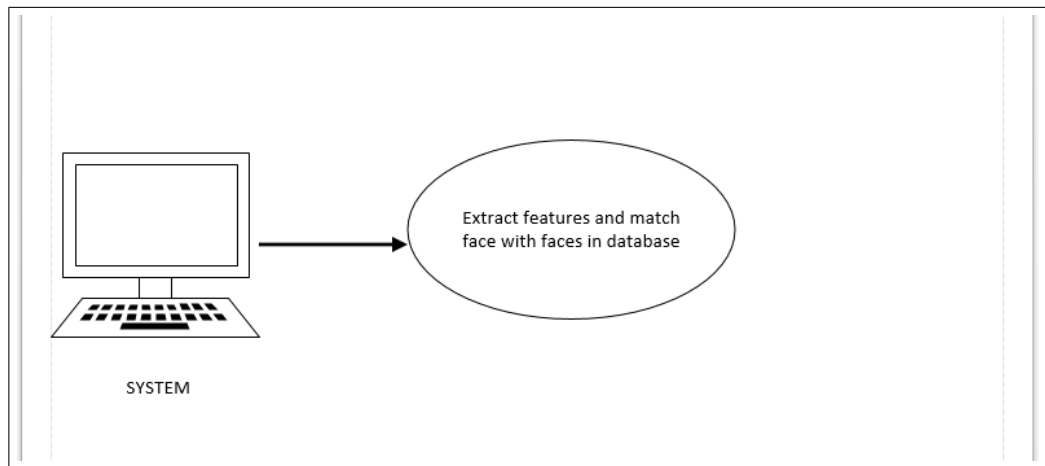 Extract features and match
face with faces in database
SYSTEM